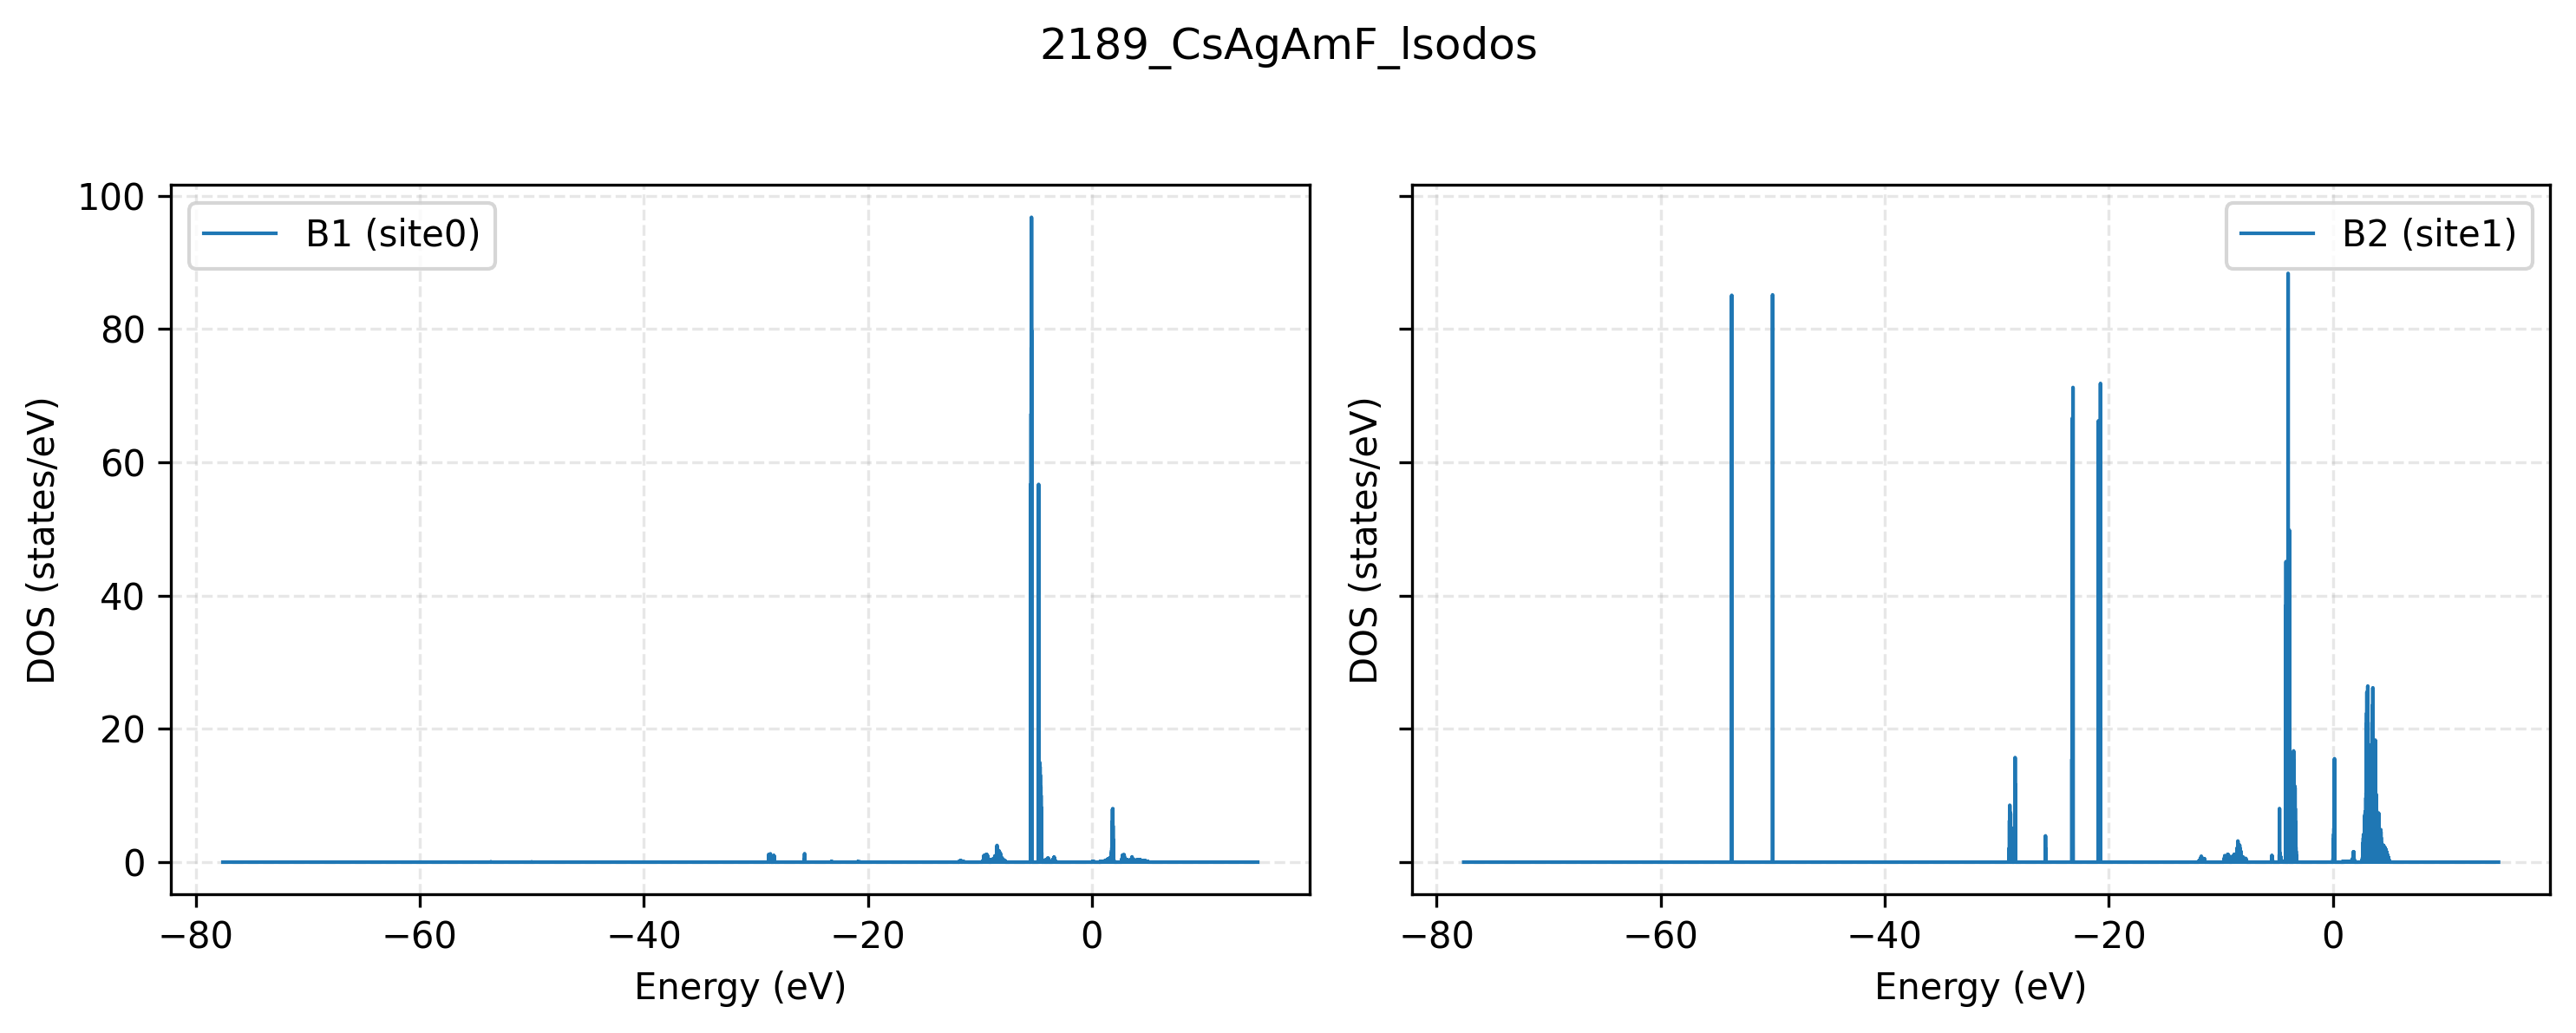 2189_CsAgAmF_lsodos
B1 (site0)
B2 (site1)
DOS (states/eV)
100
80
60
40
20
0
DOS (states/eV)
−80 −60 −40 −20 0
−80 −60 −40 −20 0
Energy (eV)
Energy (eV)